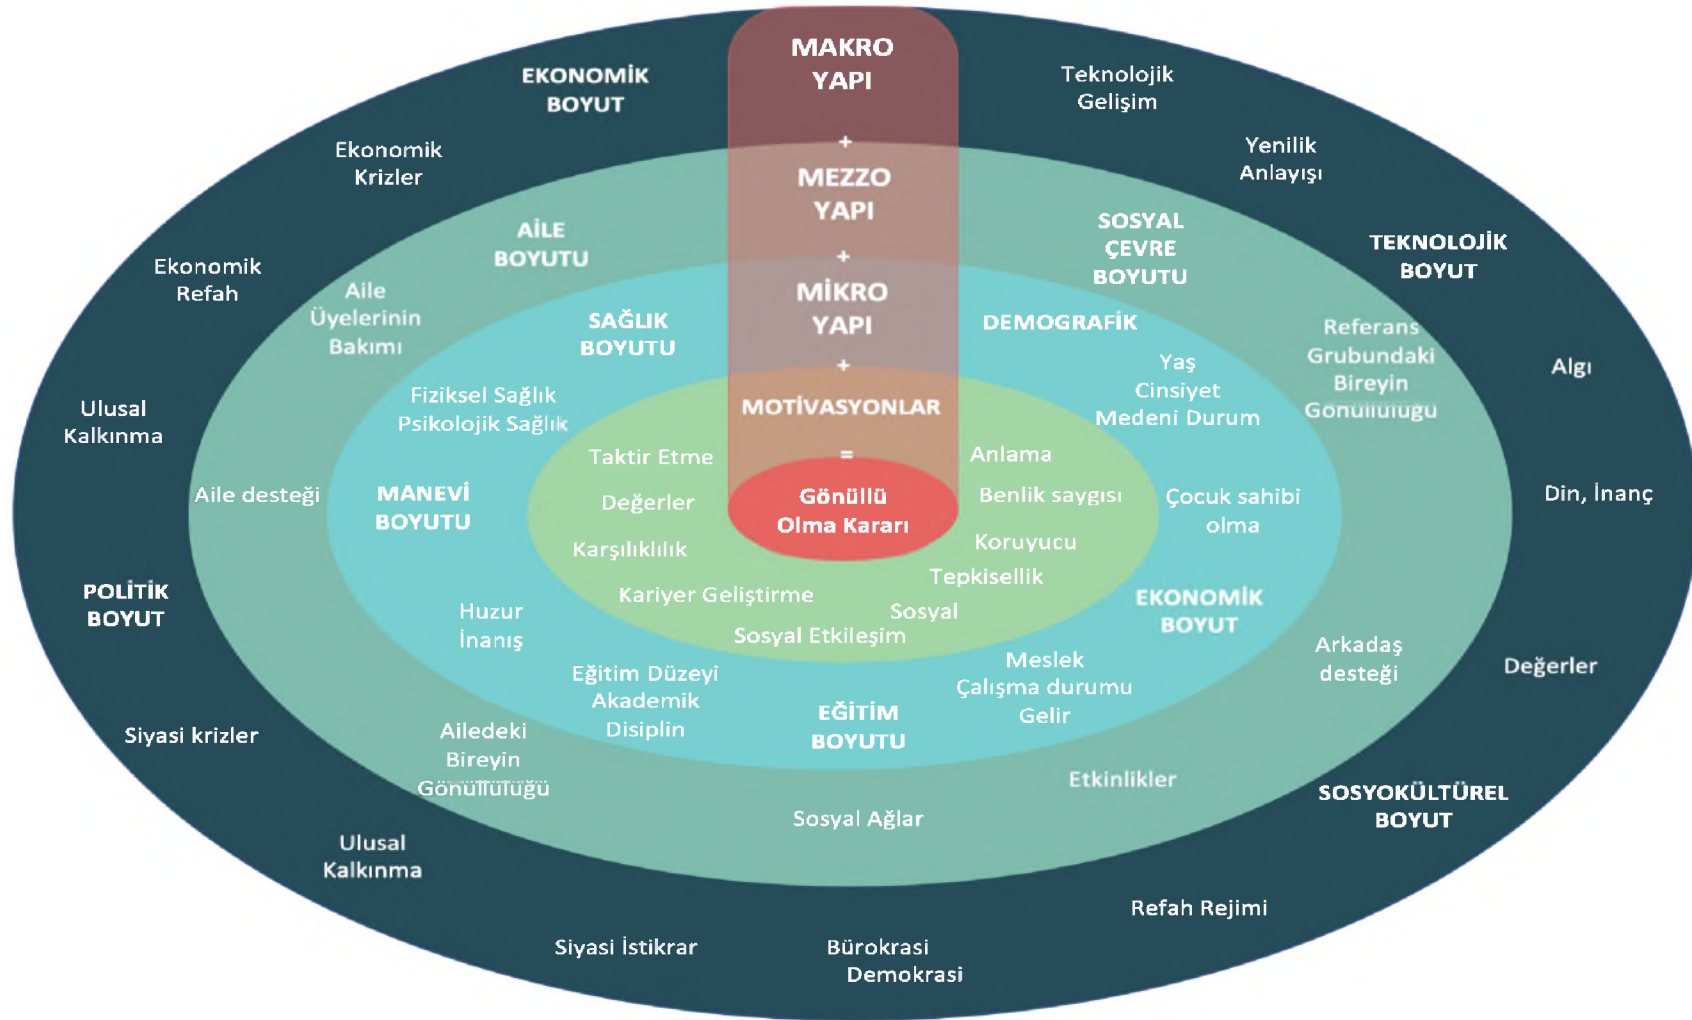 MAKRO
YAPI
+
MEZZO
YAPI
+
MİKRO
YAPI
+
MOTİVASYONLAR
=
Gönüllü
Olma Kararı
EKONOMİK
BOYUT
Ekonomik
Krizler
Ekonomik
Refah
Ulusal
Kalkınma
POLİTİK
BOYUT
Siyasi krizler
Ulusal
Kalkınma
Siyasi İstikrar
Bürokrasi
Demokrasi
Teknolojik
Gelişim
Yenilik
Anlayışı
TEKNOLOJİK
BOYUT
Algı
Din, İnanç
Değerler
SOSYOKÜLTÜREL
BOYUT
Refah Rejimi
AİLE
BOYUTU
Aile
Üyelerinin
Bakımı
Aile desteği
Ailedeki
Bireyin
Gönüllülüğü
SOSYAL
ÇEVRE
BOYUTU
Referans
Grubundaki
Bireyin
Gönüllülüğü
Arkadaş
desteği
Etkinlikler
Sosyal Ağlar
SAĞLIK
BOYUTU
Fiziksel Sağlık
Psikolojik Sağlık
MANEVİ
BOYUTU
Huzur
İnanış
Eğitim Düzeyi
Akademik
Disiplin
EĞİTİM
BOYUTU
DEMOGRAFİK
Yaş
Cinsiyet
Medeni Durum
Çocuk sahibi
olma
EKONOMİK
BOYUT
Meslek
Çalışma durumu
Gelir
Taktir Etme
Değerler
Karşılıklılık
Kariyer Geliştirme
Sosyal Etkileşim
Anlama
Benlik saygısı
Koruyucu
Tepkisellik
Sosyal